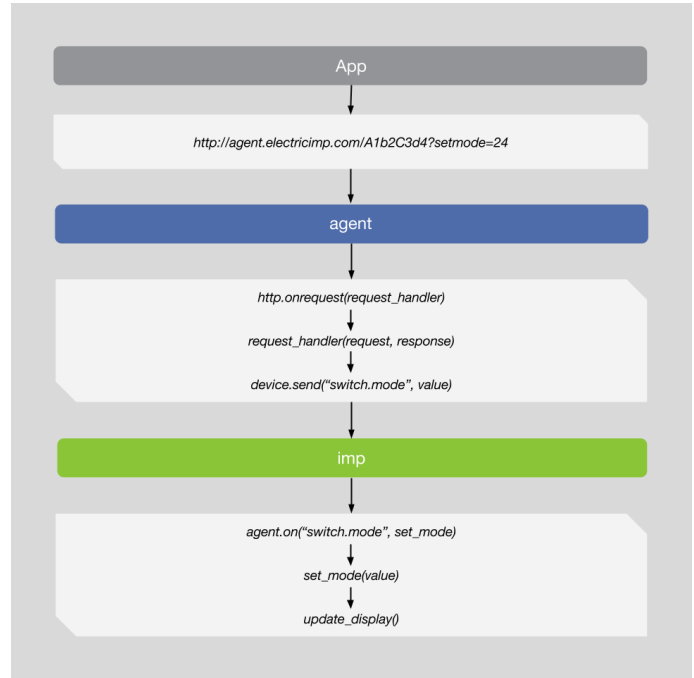 App
http://agent.electricimp.com/A1b2C3d4?setmode=24
agent
http.onrequest(request_handler)
request_handler(request, response)
device.send(“switch.mode”, value)
imp
agent.on(“switch.mode”, set_mode)
set_mode(value)
update_display()